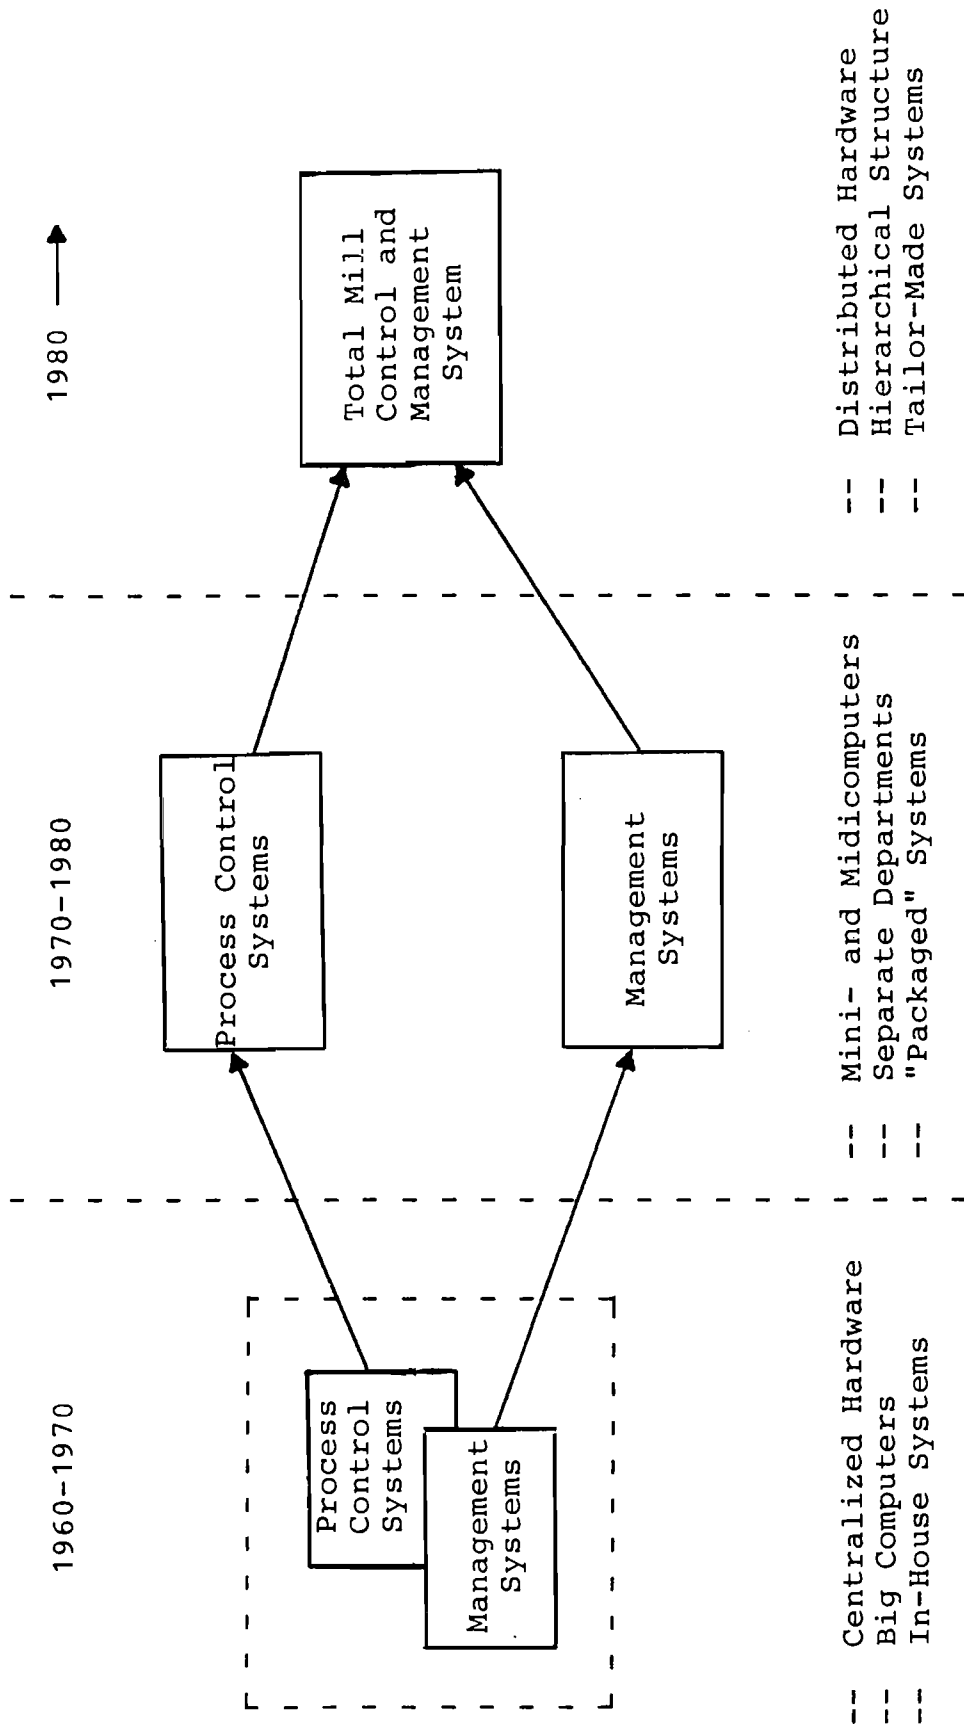 1960-1970
1970-1980
1980
Process
Control
Systems
Management
Systems
Process Control
Systems
Management
Systems
Total Mill
Control and
Management
System
-- Centralized Hardware
-- Big Computers
-- In-House Systems
-- Mini- and Midicomputers
-- Separate Departments
-- "Packaged" Systems
-- Distributed Hardware
-- Hierarchical Structure
-- Tailor-Made Systems